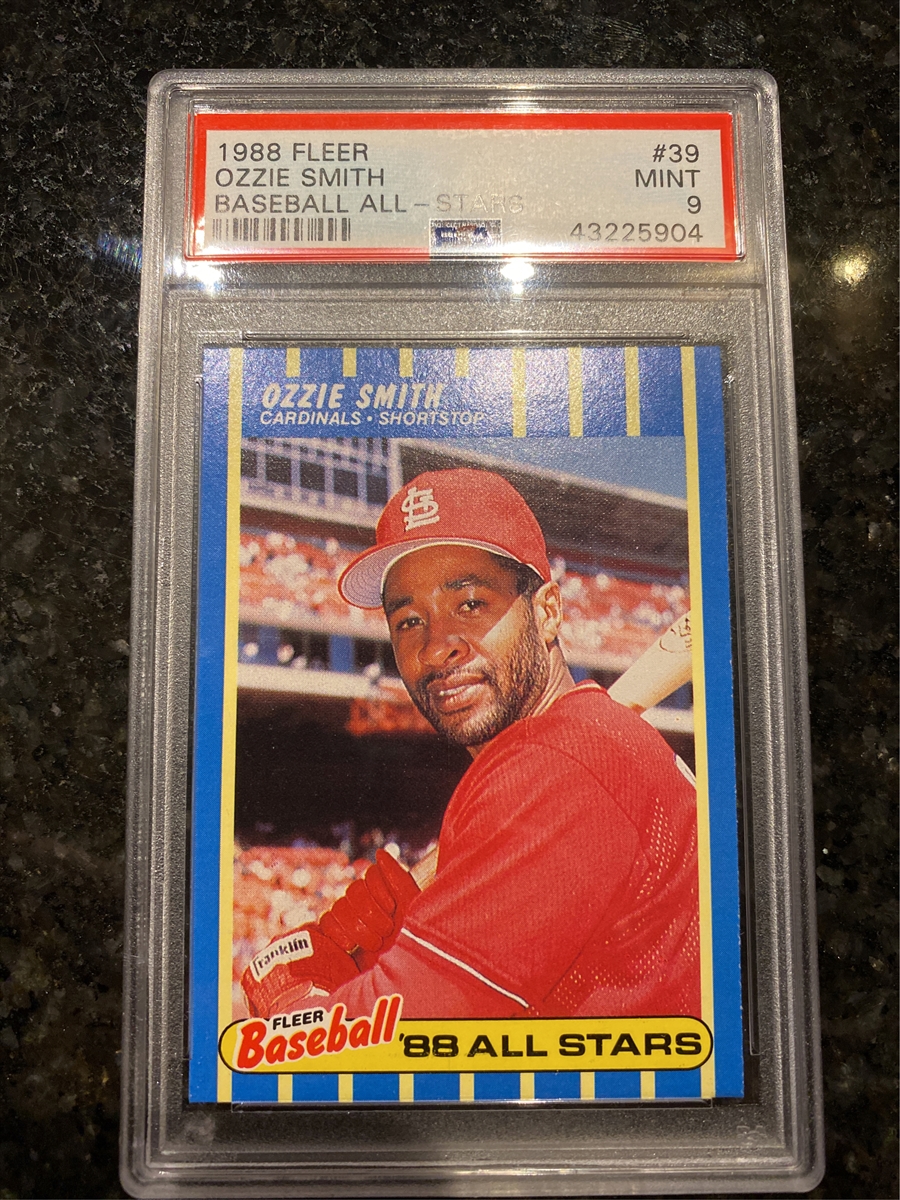 1988 FLEER #39
OZZIE SMITH MINT
BASEBALL ALL-STARS 9
43225904
OZZIE SMITH
CARDINALS • SHORTSTOP
STL
Franklin
FLEER
Baseball '88 ALL STARS